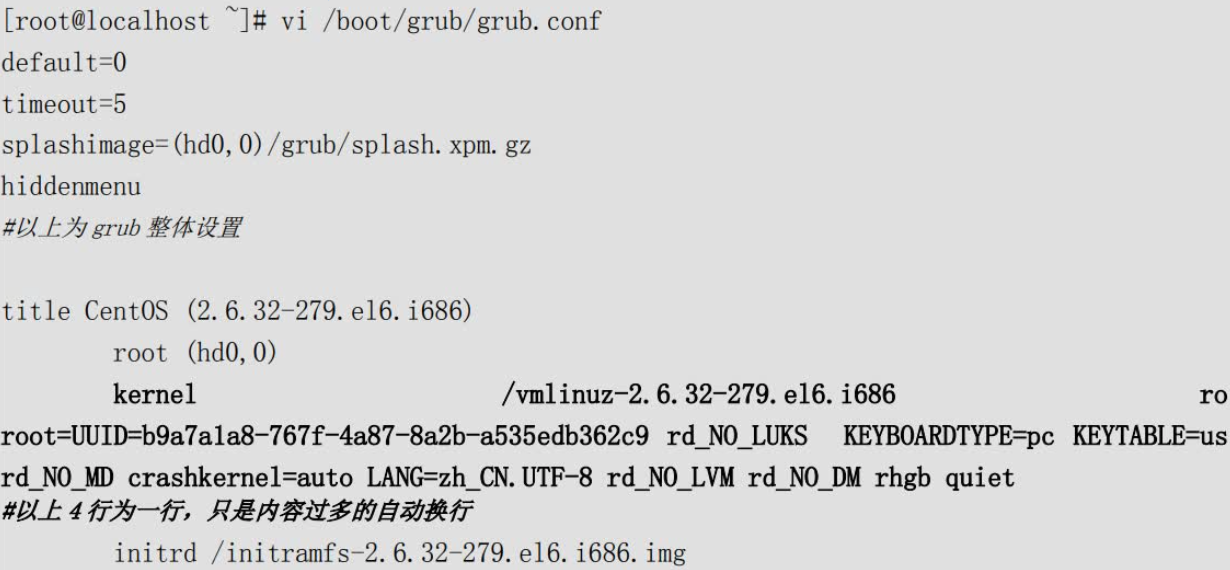 [root@localhost ~]# vi /boot/grub/grub.conf
default=0
timeout=5
splashimage=(hd0,0)/grub/splash.xpm.gz
hiddenmenu
#以上为 grub 整体设置
title CentOS (2.6.32-279.el6.i686)
root (hd0,0)
kernel /vmlinuz-2.6.32-279.el6.i686 ro
root=UUID=b9a7a1a8-767f-4a87-8a2b-a535edb362c9 rd_NO_LUKS KEYBOARDTYPE=pc KEYTABLE=us
rd_NO_MD crashkernel=auto LANG=zh_CN.UTF-8 rd_NO_LVM rd_NO_DM rhgb quiet
#以上 4 行为一行，只是内容过多的自动换行
initrd /initramfs-2.6.32-279.el6.i686.img